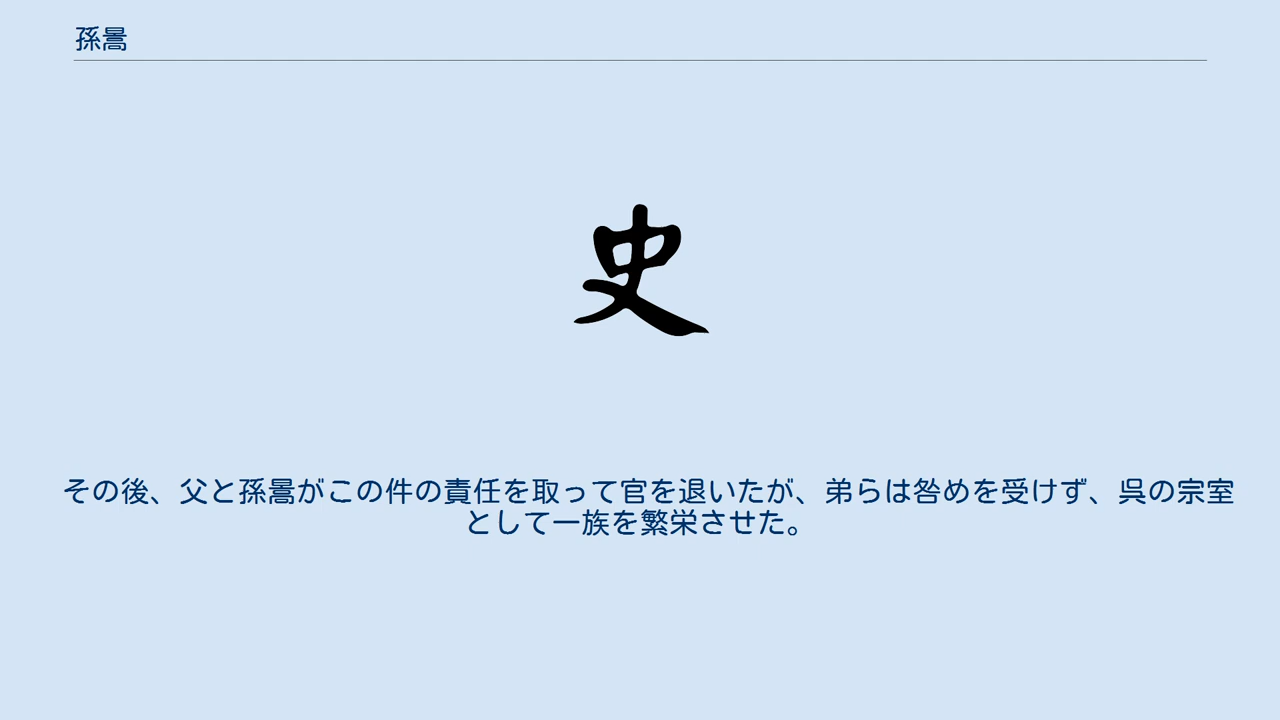 孫暠
史
その後、父と孫暠がこの件の責任を取って官を退いたが、弟らは咎めを受けず、呉の宗室
として一族を繁栄させた。